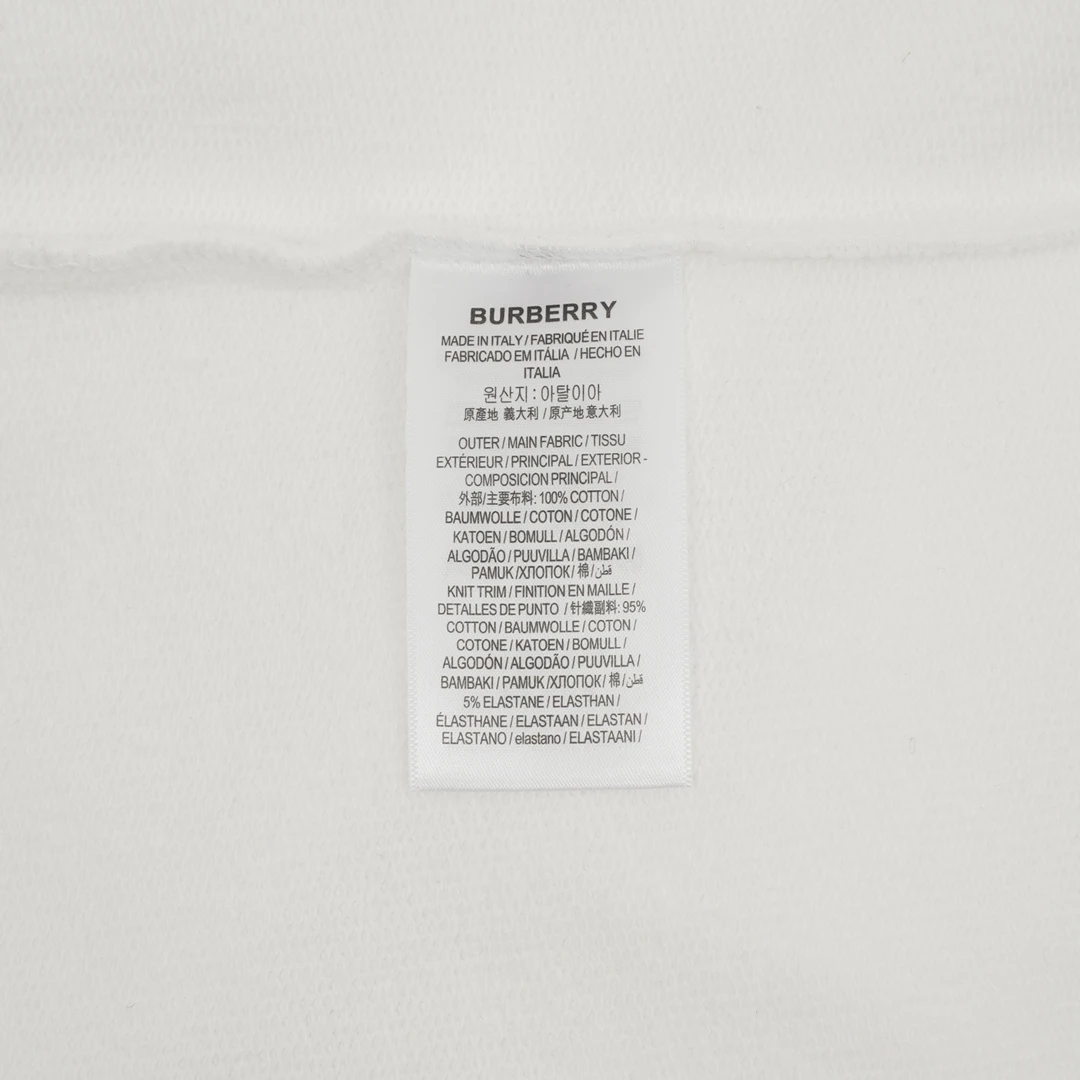 BURBERRY
MADE IN ITALY / FABRIQUÉ EN ITALIE
FABRICADO EM ITÁLIA / HECHO EN
ITALIA
원산지 : 아탈이아
原產地 義大利 / 原产地意大利
OUTER / MAIN FABRIC / TISSU
EXTÉRIEUR / PRINCIPAL / EXTERIOR -
COMPOSICION PRINCIPAL /
外部/主要布料: 100% COTTON /
BAUMWOLLE / COTON / COTONE /
KATOEN / BOMULL / ALGODÓN /
ALGODÃO / PUUVILLA / BAMBAKI /
PAMUK /ХЛОПОК / 棉 / قطن
KNIT TRIM / FINITION EN MAILLE /
DETALLES DE PUNTO / 針織副料: 95%
COTTON / BAUMWOLLE / COTON /
COTONE / KATOEN / BOMULL /
ALGODÓN / ALGODÃO / PUUVILLA /
BAMBAKI / PAMUK /ХЛОПОК / 棉 / قطن
5% ELASTANE / ELASTHAN /
ÉLASTHANE / ELASTAAN / ELASTAN /
ELASTANO / elastano / ELASTAANI /